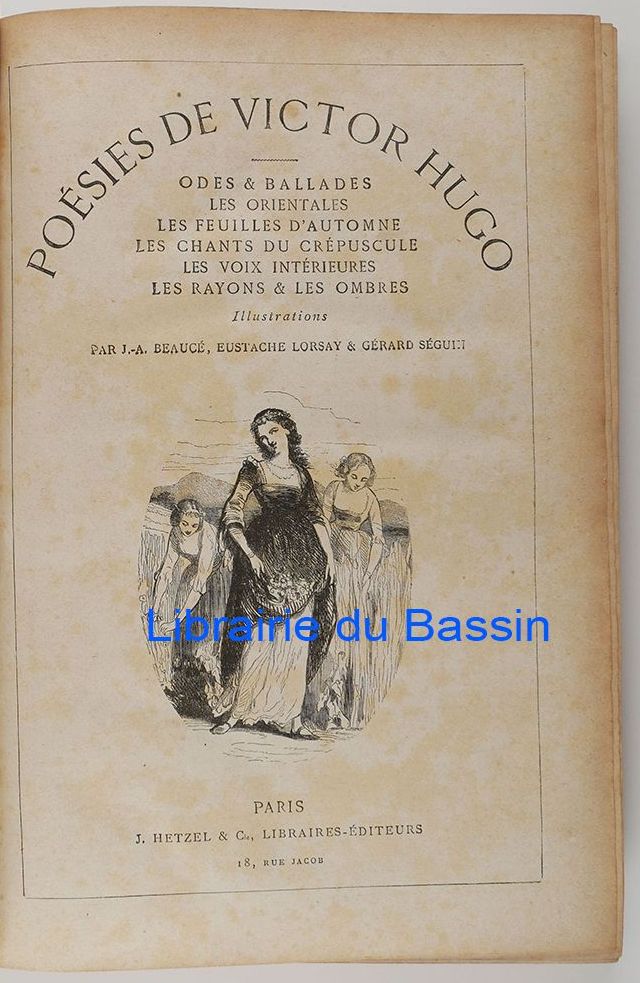 POÉSIES DE VICTOR HUGO
ODES & BALLADES
LES ORIENTALES
LES FEUILLES D'AUTOMNE
LES CHANTS DU CRÉPUSCULE
LES VOIX INTÉRIEURES
LES RAYONS & LES OMBRES
Illustrations
PAR J.-A. BEAUCÉ, EUSTACHE LORSAY & GÉRARD SÉGUIN
Librairie du Bassin
PARIS
J. HETZEL & Cie, LIBRAIRES-ÉDITEURS
18, RUE JACOB